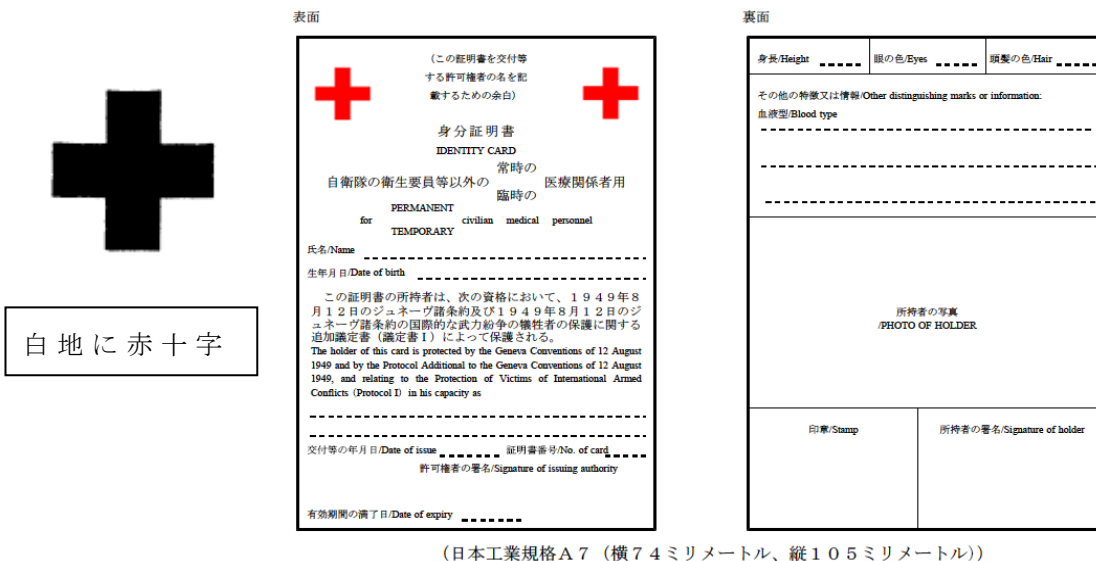 白地に赤十字
表面
(この証明書を交付等
する許可権者の名を記
載するための余白)
身分証明書
IDENTITY CARD
自衛隊の衛生要員等以外の 常時の 臨時の 医療関係者用
for PERMANENT TEMPORARY civilian medical personnel
氏名/Name
生年月日/Date of birth
この証明書の所持者は、次の資格において、1949年8
月12日のジュネーヴ諸条約及び1949年8月12日のジ
ュネーヴ諸条約の国際的な武力紛争の犠牲者の保護に関する
追加議定書(議定書Ⅰ)によって保護される。
The holder of this card is protected by the Geneva Conventions of 12 August
1949 and by the Protocol Additional to the Geneva Conventions of 12 August
1949, and relating to the Protection of Victims of International Armed
Conflicts (Protocol I) in his capacity as
交付等の年月日/Date of issue 証明書番号/No. of card
許可権者の署名/Signature of issuing authority
有効期間の満了日/Date of expiry
裏面
身長/Height 眼の色/Eyes 頭髪の色/Hair
その他の特徴又は情報/Other distinguishing marks or information:
血液型/Blood type
所持者の写真
/PHOTO OF HOLDER
印章/Stamp 所持者の署名/Signature of holder
(日本工業規格A7(横74ミリメートル、縦105ミリメートル))